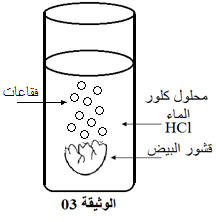 فقاعات
محلول كلور
الماء
HCl
قشور البيض
الوثيقة 03